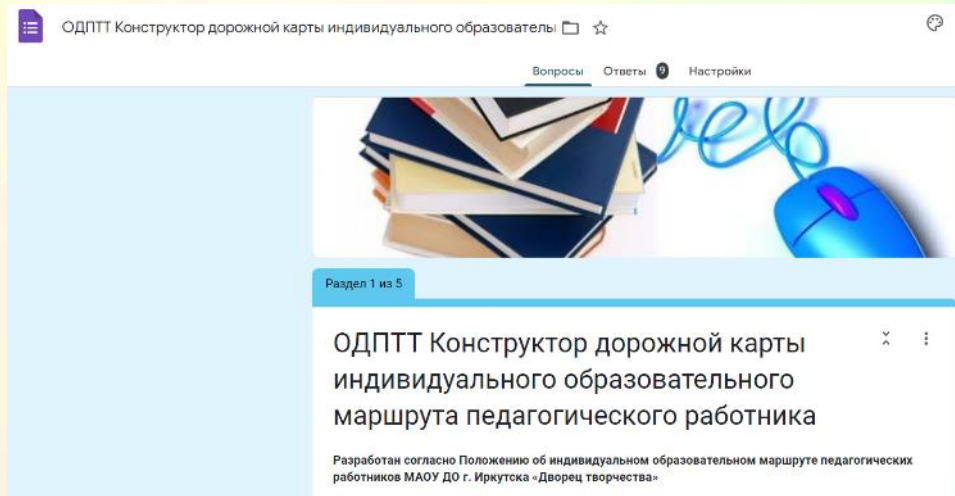 ОДПТТ Конструктор дорожной карты индивидуального образователь
Вопросы Ответы 9 Настройки
Раздел 1 из 5
ОДПТТ Конструктор дорожной карты
индивидуального образовательного
маршрута педагогического работника
Разработан согласно Положению об индивидуальном образовательном маршруте педагогических
работников МАОУ ДО г. Иркутска «Дворец творчества»